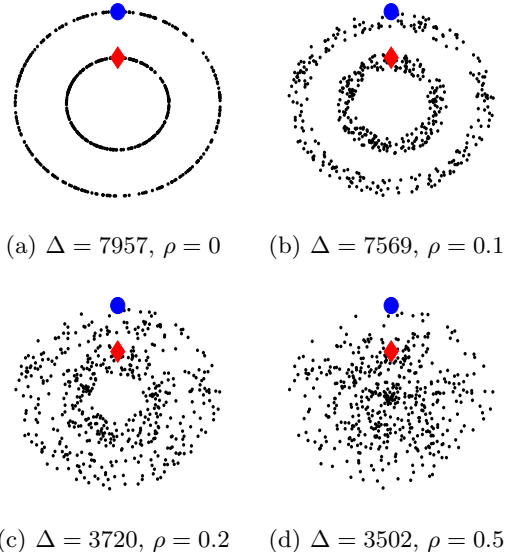 (a) Δ = 7957, ρ = 0
(b) Δ = 7569, ρ = 0.1
(c) Δ = 3720, ρ = 0.2
(d) Δ = 3502, ρ = 0.5